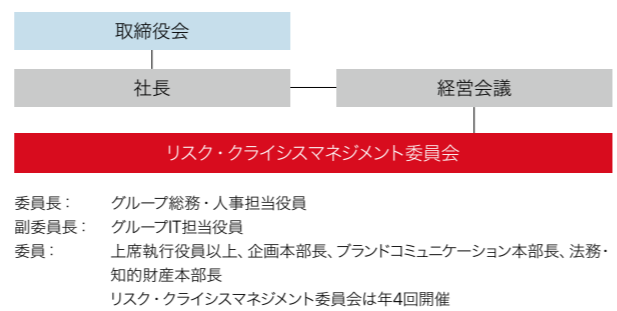 取締役会
社長
経営会議
リスク・クライシスマネジメント委員会
委員長： グループ総務・人事担当役員
副委員長： グループIT担当役員
委員： 上席執行役員以上、企画本部長、ブランドコミュニケーション本部長、法務・
知的財産本部長
リスク・クライシスマネジメント委員会は年4回開催